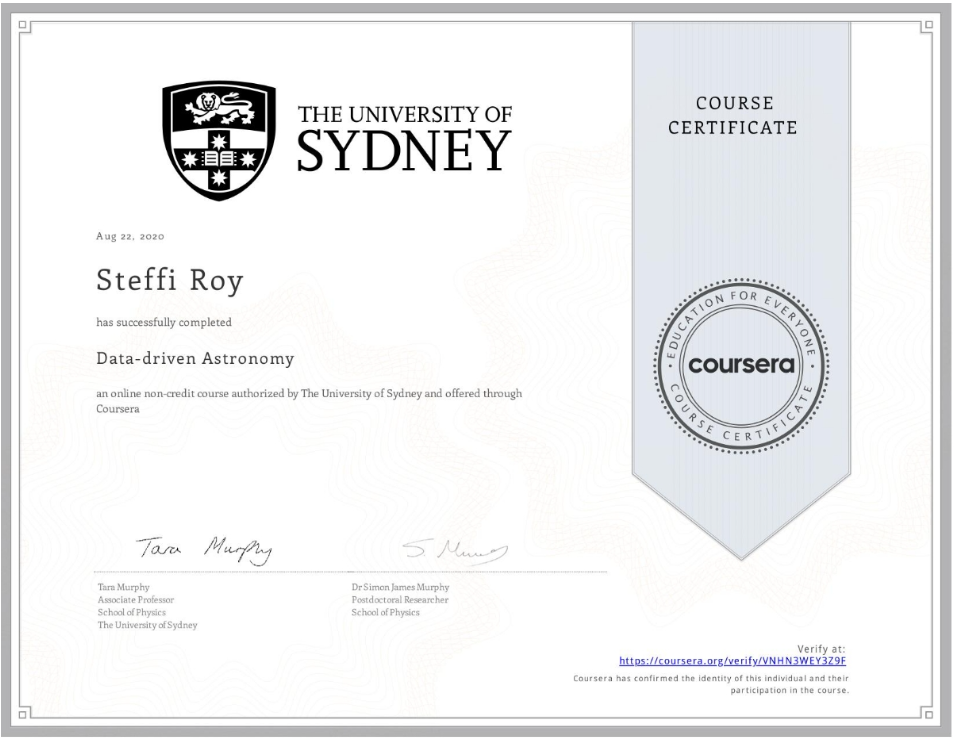 THE UNIVERSITY OF
SYDNEY
COURSE
CERTIFICATE
Aug 22, 2020
Steffi Roy
has successfully completed
Data-driven Astronomy
an online non-credit course authorized by The University of Sydney and offered through
Coursera
EDUCATION FOR EVERYONE
coursera
COURSE CERTIFICATE
Tara Murphy
S Murphy
Tara Murphy
Associate Professor
School of Physics
The University of Sydney
Dr Simon James Murphy
Postdoctoral Researcher
School of Physics
Verify at:
https://coursera.org/verify/VNHN3WEY3Z9F
Coursera has confirmed the identity of this individual and their
participation in the course.